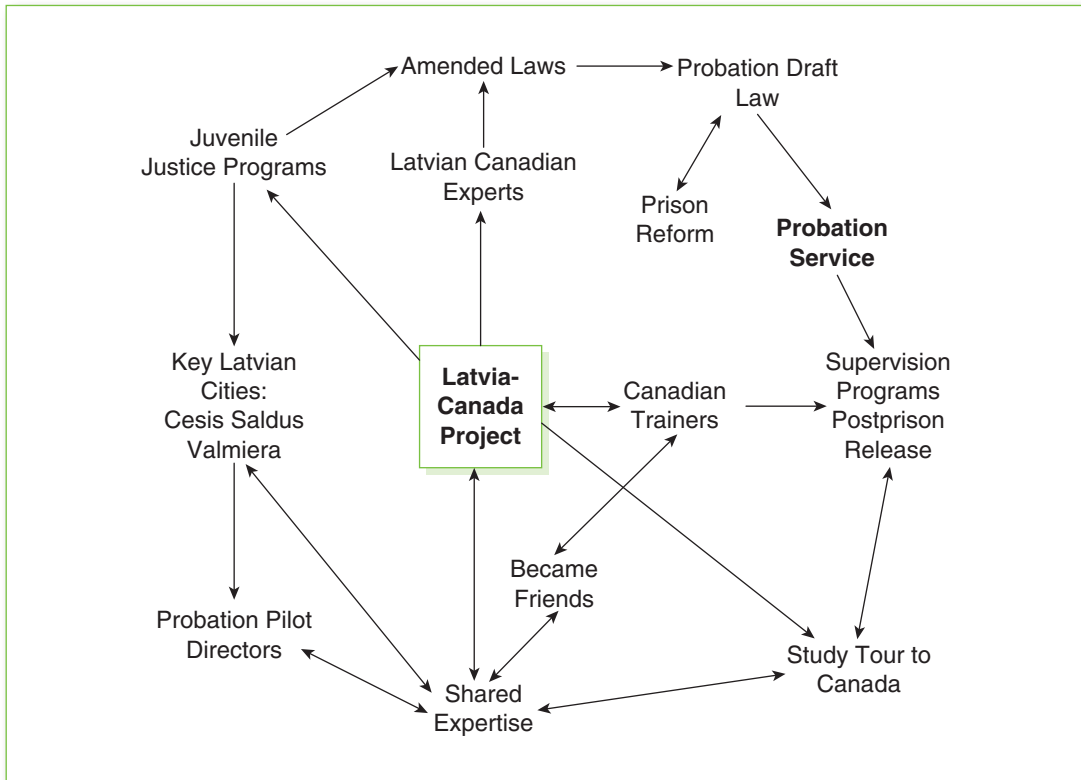 Amended Laws
Probation Draft
Law
Juvenile
Justice Programs
Latvian Canadian
Experts
Prison
Reform
Probation
Service
Key Latvian
Cities:
Cesis Saldus
Valmiera
Latvia-
Canada
Project
Canadian
Trainers
Supervision
Programs
Postprison
Release
Became
Friends
Probation Pilot
Directors
Shared
Expertise
Study Tour to
Canada